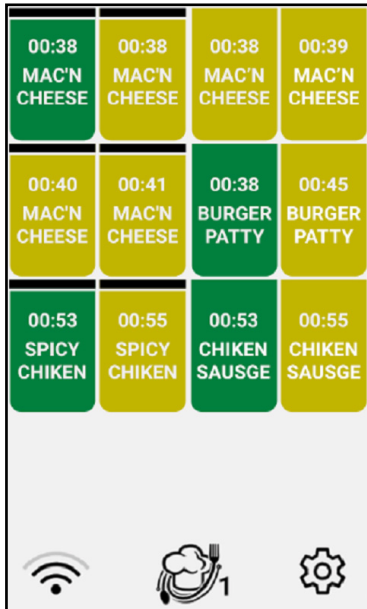 00:38 00:38 00:38 00:39
MAC'N MAC'N MAC'N MAC'N
CHEESE CHEESE CHEESE CHEESE
00:40 00:41 00:38 00:45
MAC'N MAC'N BURGER BURGER
CHEESE CHEESE PATTY PATTY
00:53 00:55 00:53 00:55
SPICY SPICY CHIKEN CHIKEN
CHIKEN CHIKEN SAUSGE SAUSGE
1